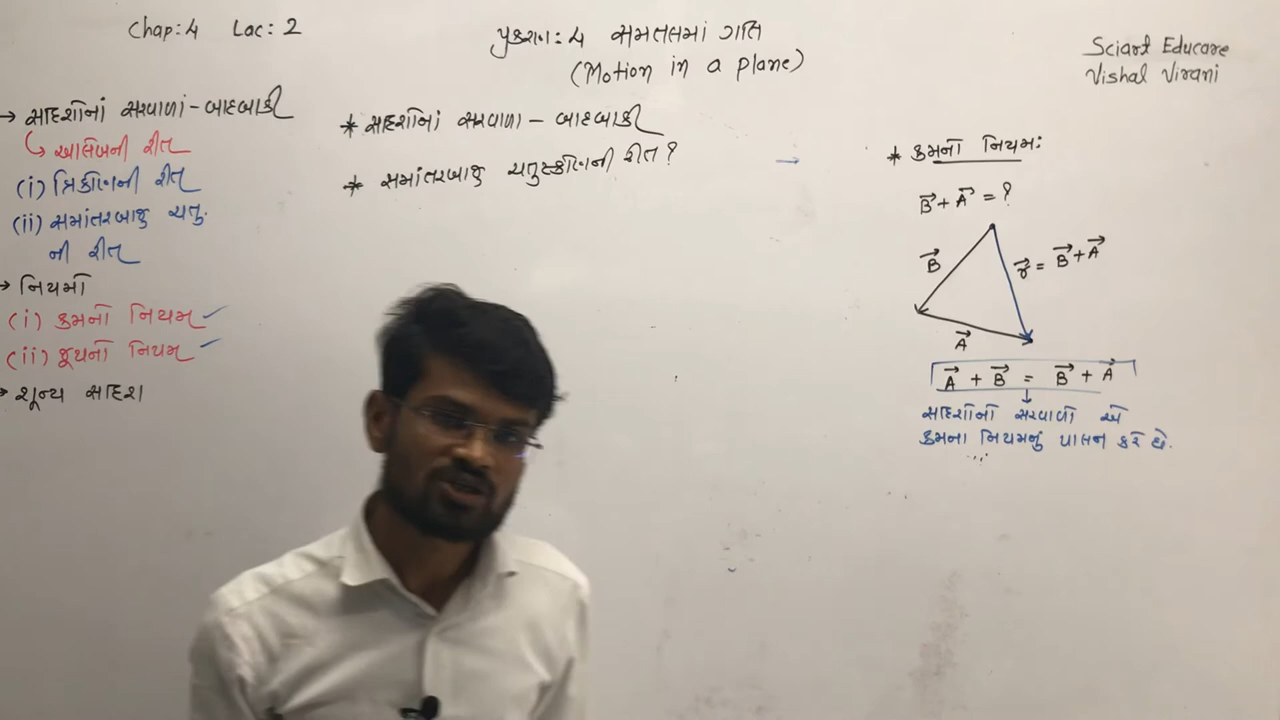 Chap: 4 Lec: 2
પ્રકરણ: 4 સમતલમાં ગતિ
(Motion in a plane)
Sciart Educare
Vishal Virani
→ સદિશોનાં સરવાળાં - બાદબાકી
↳ આલેખની રીત
(i) ત્રિકોણની રીત
(ii) સમાંતરબાજુ ચતુ.
ની રીત
→ નિયમો
(i) ક્રમનો નિયમ ✓
(ii) જૂથનો નિયમ ✓
→ શૂન્ય સદિશ
* સદિશોનાં સરવાળા - બાદબાકી
* સમાંતરબાજુ ચતુષ્કોણની રીત ?
→
* ક્રમનો નિયમ:
B⃗ + A⃗ = ?
B⃗
r⃗ = B⃗ + A⃗
A⃗
A⃗ + B⃗ = B⃗ + A⃗
↓
સદિશોનો સરવાળો એ
ક્રમના નિયમનું પાલન કરે છે.